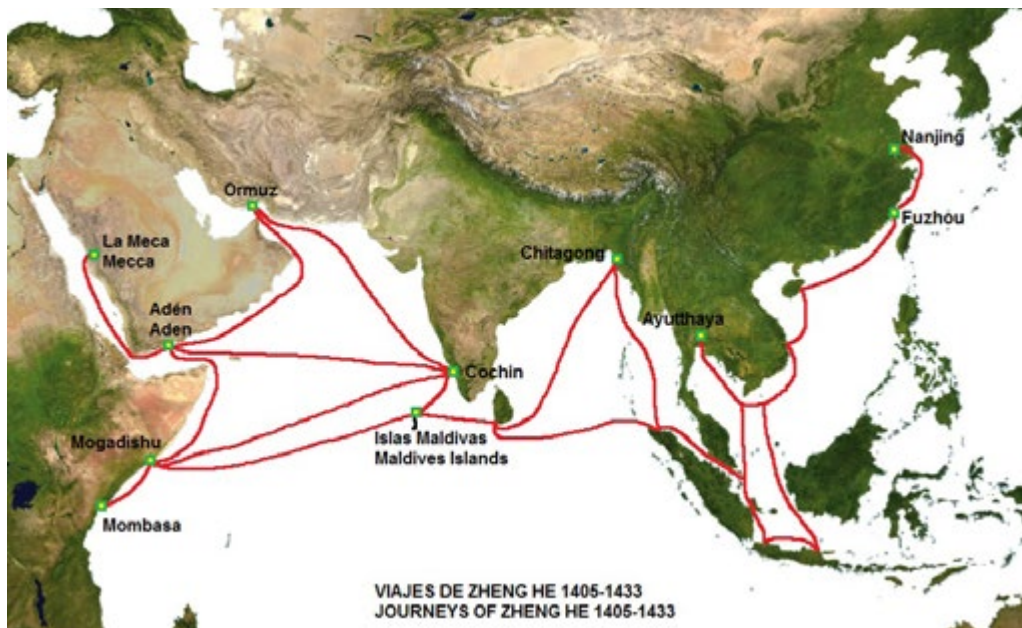 Nanjing
Ormuz
Fuzhou
La Meca
Mecca
Chitagong
Adén
Aden
Ayutthaya
Cochin
Islas Maldivas
Maldives Islands
Mogadishu
Mombasa
VIAJES DE ZHENG HE 1405-1433
JOURNEYS OF ZHENG HE 1405-1433